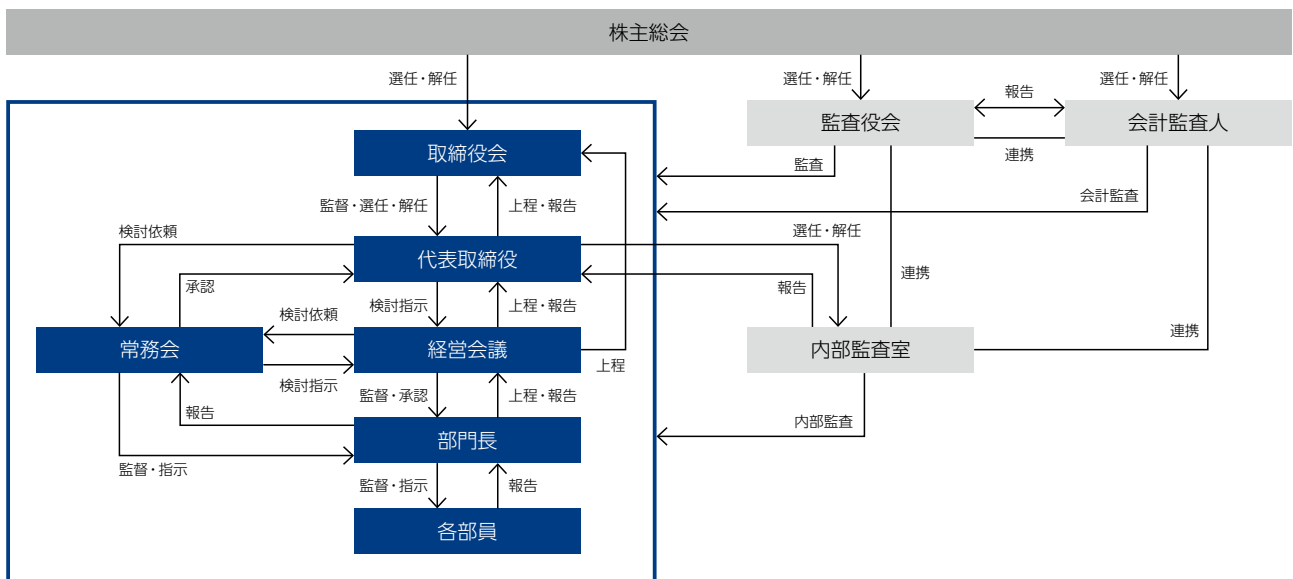 株主総会
選任・解任
選任・解任
選任・解任
監査役会
報告
連携
会計監査人
取締役会
監査
会計監査
監督・選任・解任
上程・報告
検討依頼
代表取締役
選任・解任
承認
報告
連携
検討指示
上程・報告
検討依頼
常務会
経営会議
内部監査室
連携
上程
検討指示
監督・承認
上程・報告
報告
内部監査
部門長
監督・指示
監督・指示
報告
各部員